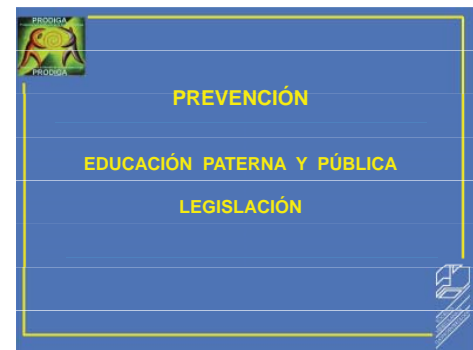 PRODIGA
PRODIGA
PREVENCIÓN
EDUCACIÓN PATERNA Y PÚBLICA
LEGISLACIÓN